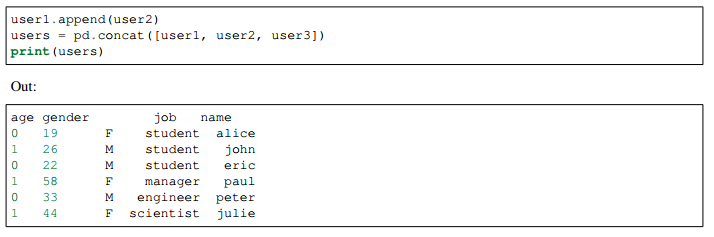 user1.append(user2)
users = pd.concat([user1, user2, user3])
print(users)
Out:
age gender         job   name
0   19      F    student  alice
1   26      M    student   john
0   22      M    student   eric
1   58      F    manager   paul
0   33      M   engineer  peter
1   44      F  scientist  julie